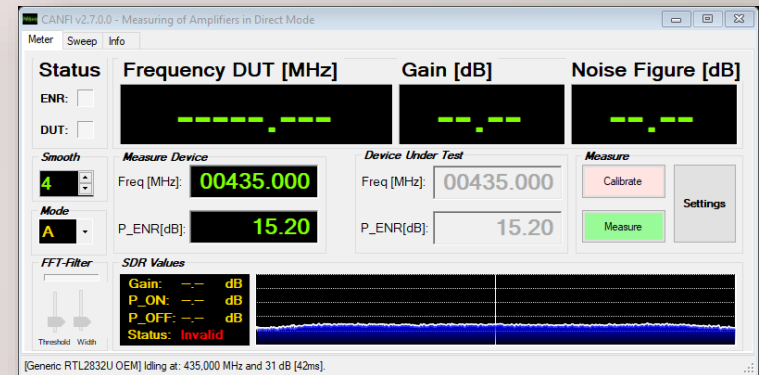 CANFI v2.7.0.0 - Measuring of Amplifiers in Direct Mode
Meter Sweep Info
Status
ENR:
DUT:
Frequency DUT [MHz]
-----.---
Gain [dB]
--.--
Noise Figure [dB]
--.--
Smooth
4
Mode
A
Measure Device
Freq [MHz]: 00435.000
P_ENR[dB]: 15.20
Device Under Test
Freq [MHz]: 00435.000
P_ENR[dB]: 15.20
Measure
Calibrate
Measure
Settings
FFT-Filter
Threshold Width
SDR Values
Gain: --.-- dB
P_ON: --.-- dB
P_OFF: --.-- dB
Status: Invalid
[Generic RTL2832U OEM] Idling at: 435,000 MHz and 31 dB [42ms].